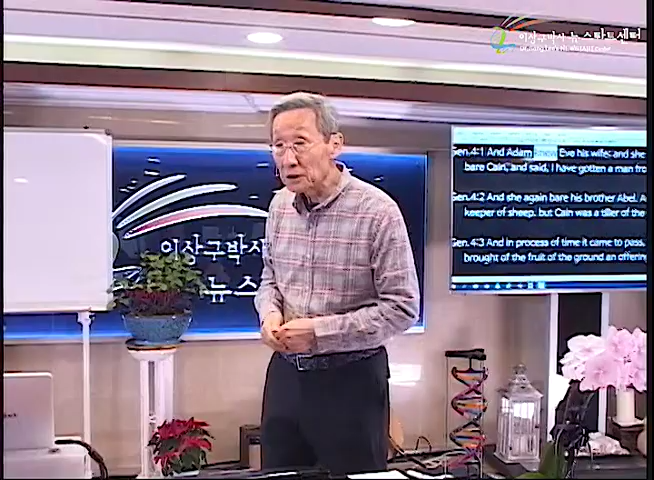 이상구박사 뉴스타트센터
Gen.4:1 And Adam knew Eve his wife: and she
bare Cain, and said, I have gotten a man fro
Gen.4:2 And she again bare his brother Abel. A
keeper of sheep, but Cain was a tiller of the
Gen.4:3 And in process of time it came to pass,
brought of the fruit of the ground an offering
이상구박사
뉴스